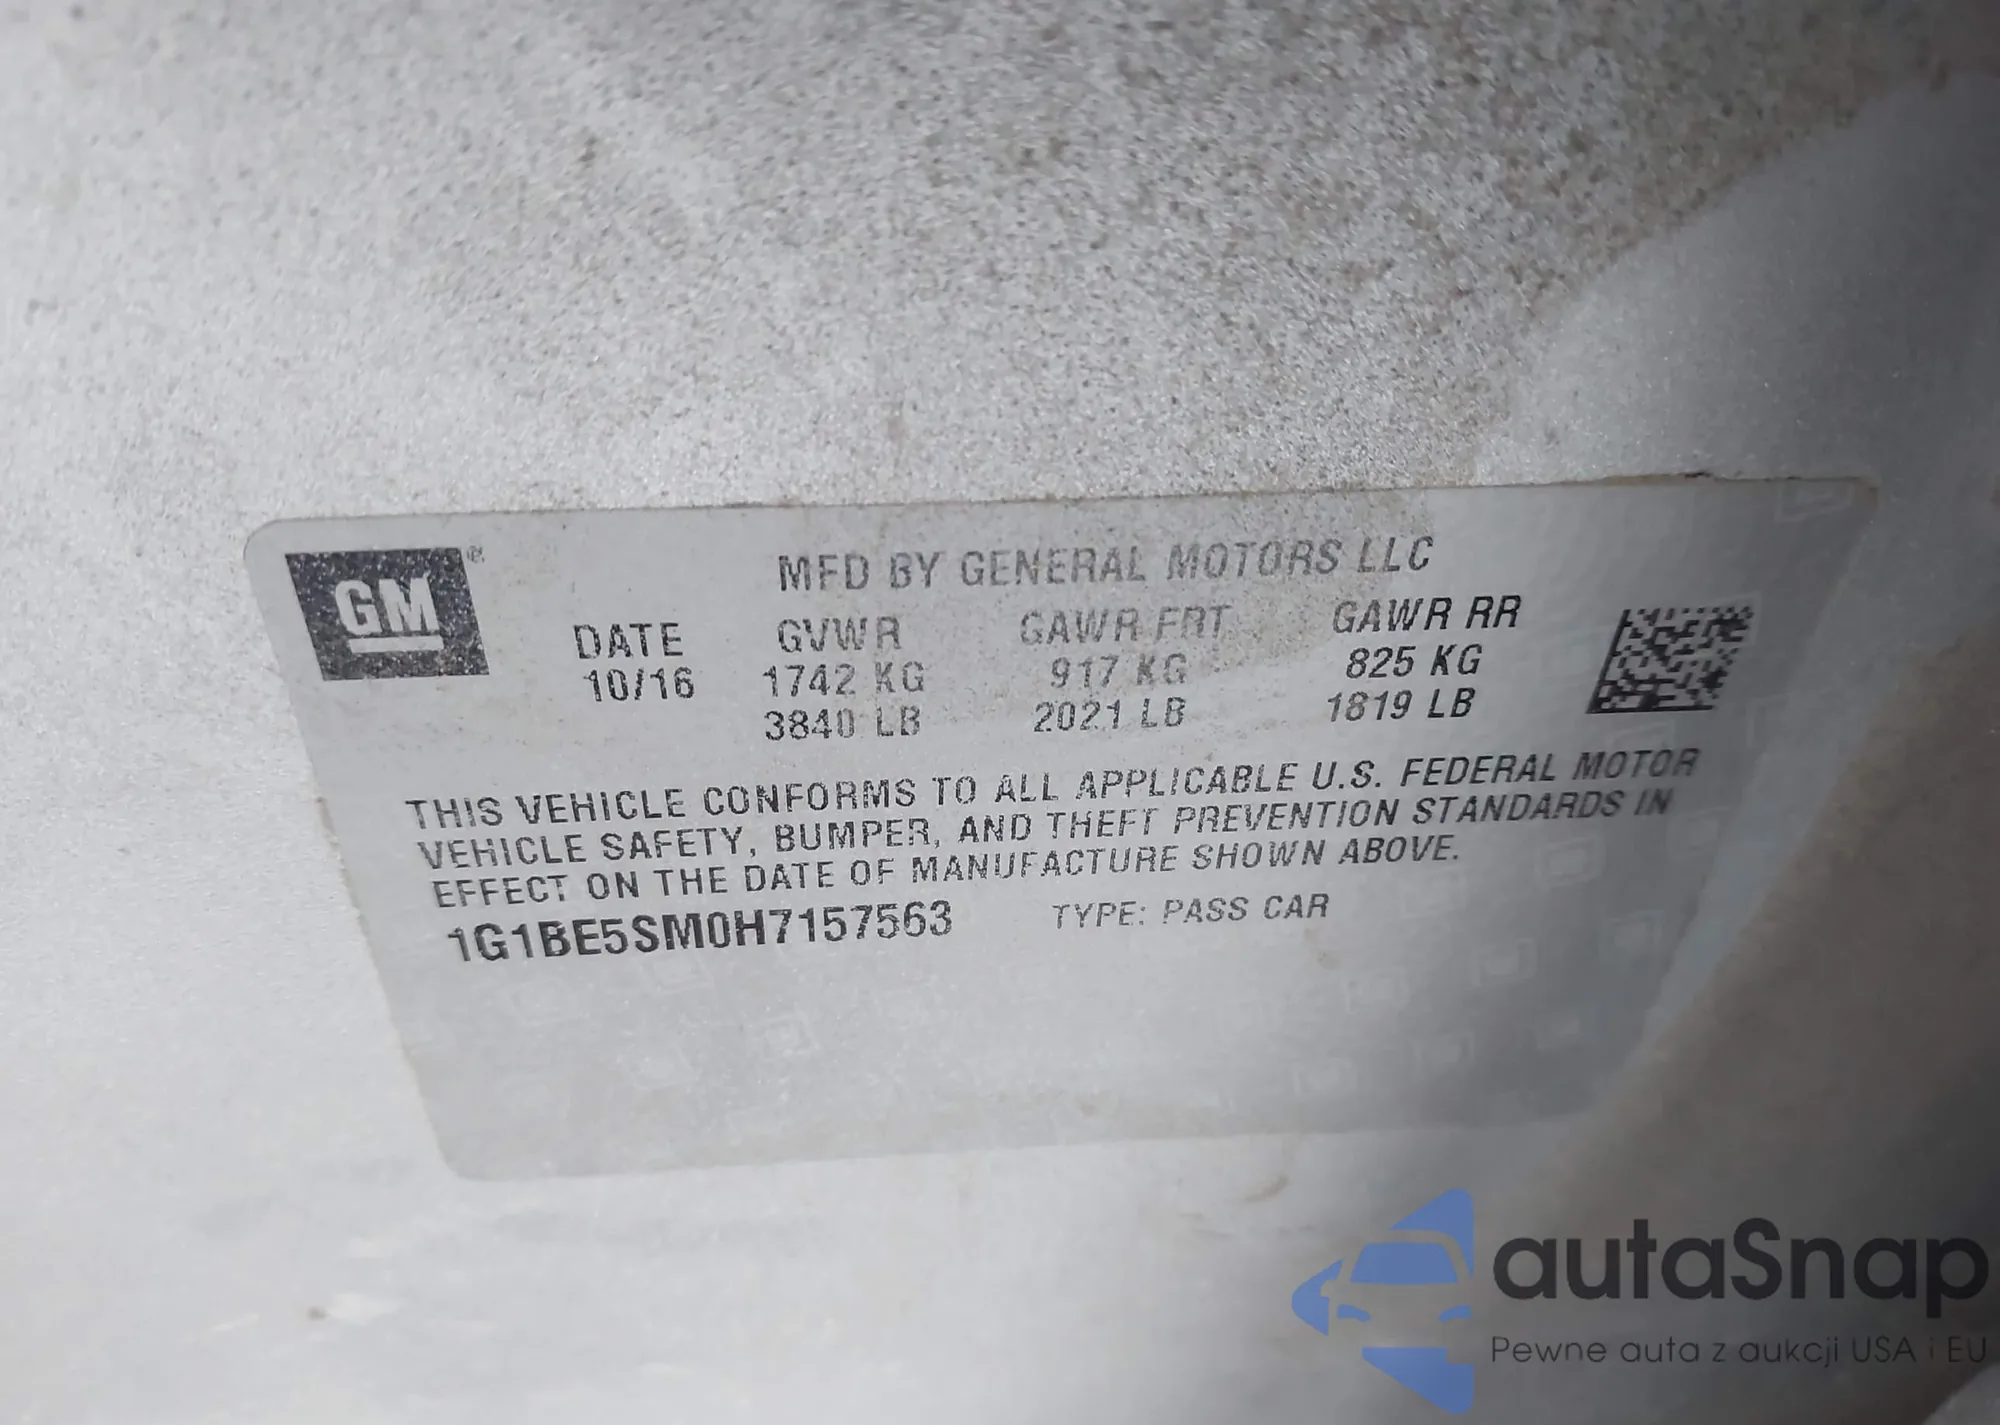 GM®
MFD BY GENERAL MOTORS LLC
DATE GVWR GAWR FRT GAWR RR
10/16 1742 KG 917 KG 825 KG
3840 LB 2021 LB 1819 LB
THIS VEHICLE CONFORMS TO ALL APPLICABLE U.S. FEDERAL MOTOR
VEHICLE SAFETY, BUMPER, AND THEFT PREVENTION STANDARDS IN
EFFECT ON THE DATE OF MANUFACTURE SHOWN ABOVE.
1G1BE5SM0H7157563 TYPE: PASS CAR
autaSnap
Pewne auta z aukcji USA i EU